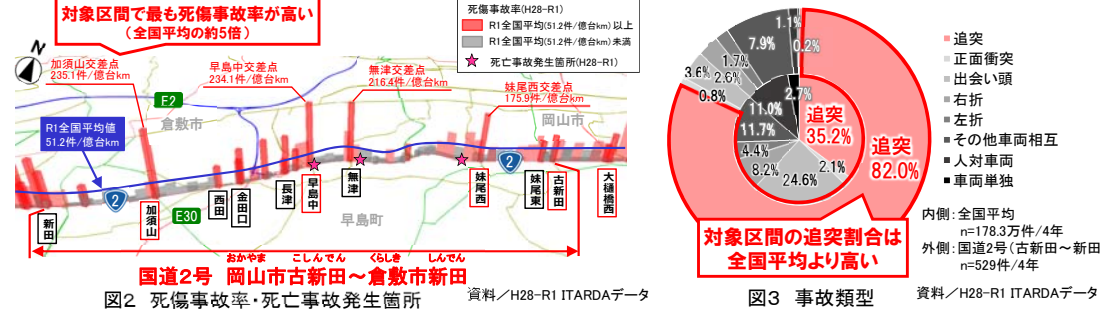 対象区間で最も死傷事故率が高い
(全国平均の約5倍)
死傷事故率(H28-R1)
R1全国平均(51.2件/億台km)以上
R1全国平均(51.2件/億台km)未満
死亡事故発生箇所(H28-R1)
N
加須山交差点
235.1件/億台km
早島中交差点
234.1件/億台km
無津交差点
216.4件/億台km
妹尾西交差点
175.9件/億台km
E2
倉敷市
岡山市
R1全国平均値
51.2件/億台km
2
2
E30
早島町
新田
加須山
西田
金田口
長津
早島中
無津
妹尾西
妹尾東
古新田
大樋橋西
おかやま こしんでん くらしき しんでん
国道2号 岡山市古新田~倉敷市新田
図2 死傷事故率・死亡事故発生箇所
資料/H28-R1 ITARDAデータ
1.1%
0.2%
7.9%
1.7%
2.6%
3.6%
0.8%
2.7%
11.0%
11.7%
4.4%
8.2%
24.6%
2.1%
追突
35.2%
追突
82.0%
追突
正面衝突
出会い頭
右折
左折
その他車両相互
人対車両
車両単独
対象区間の追突割合は
全国平均より高い
内側:全国平均
n=178.3万件/4年
外側:国道2号(古新田~新田
n=529件/4年
図3 事故類型
資料/H28-R1 ITARDAデータ